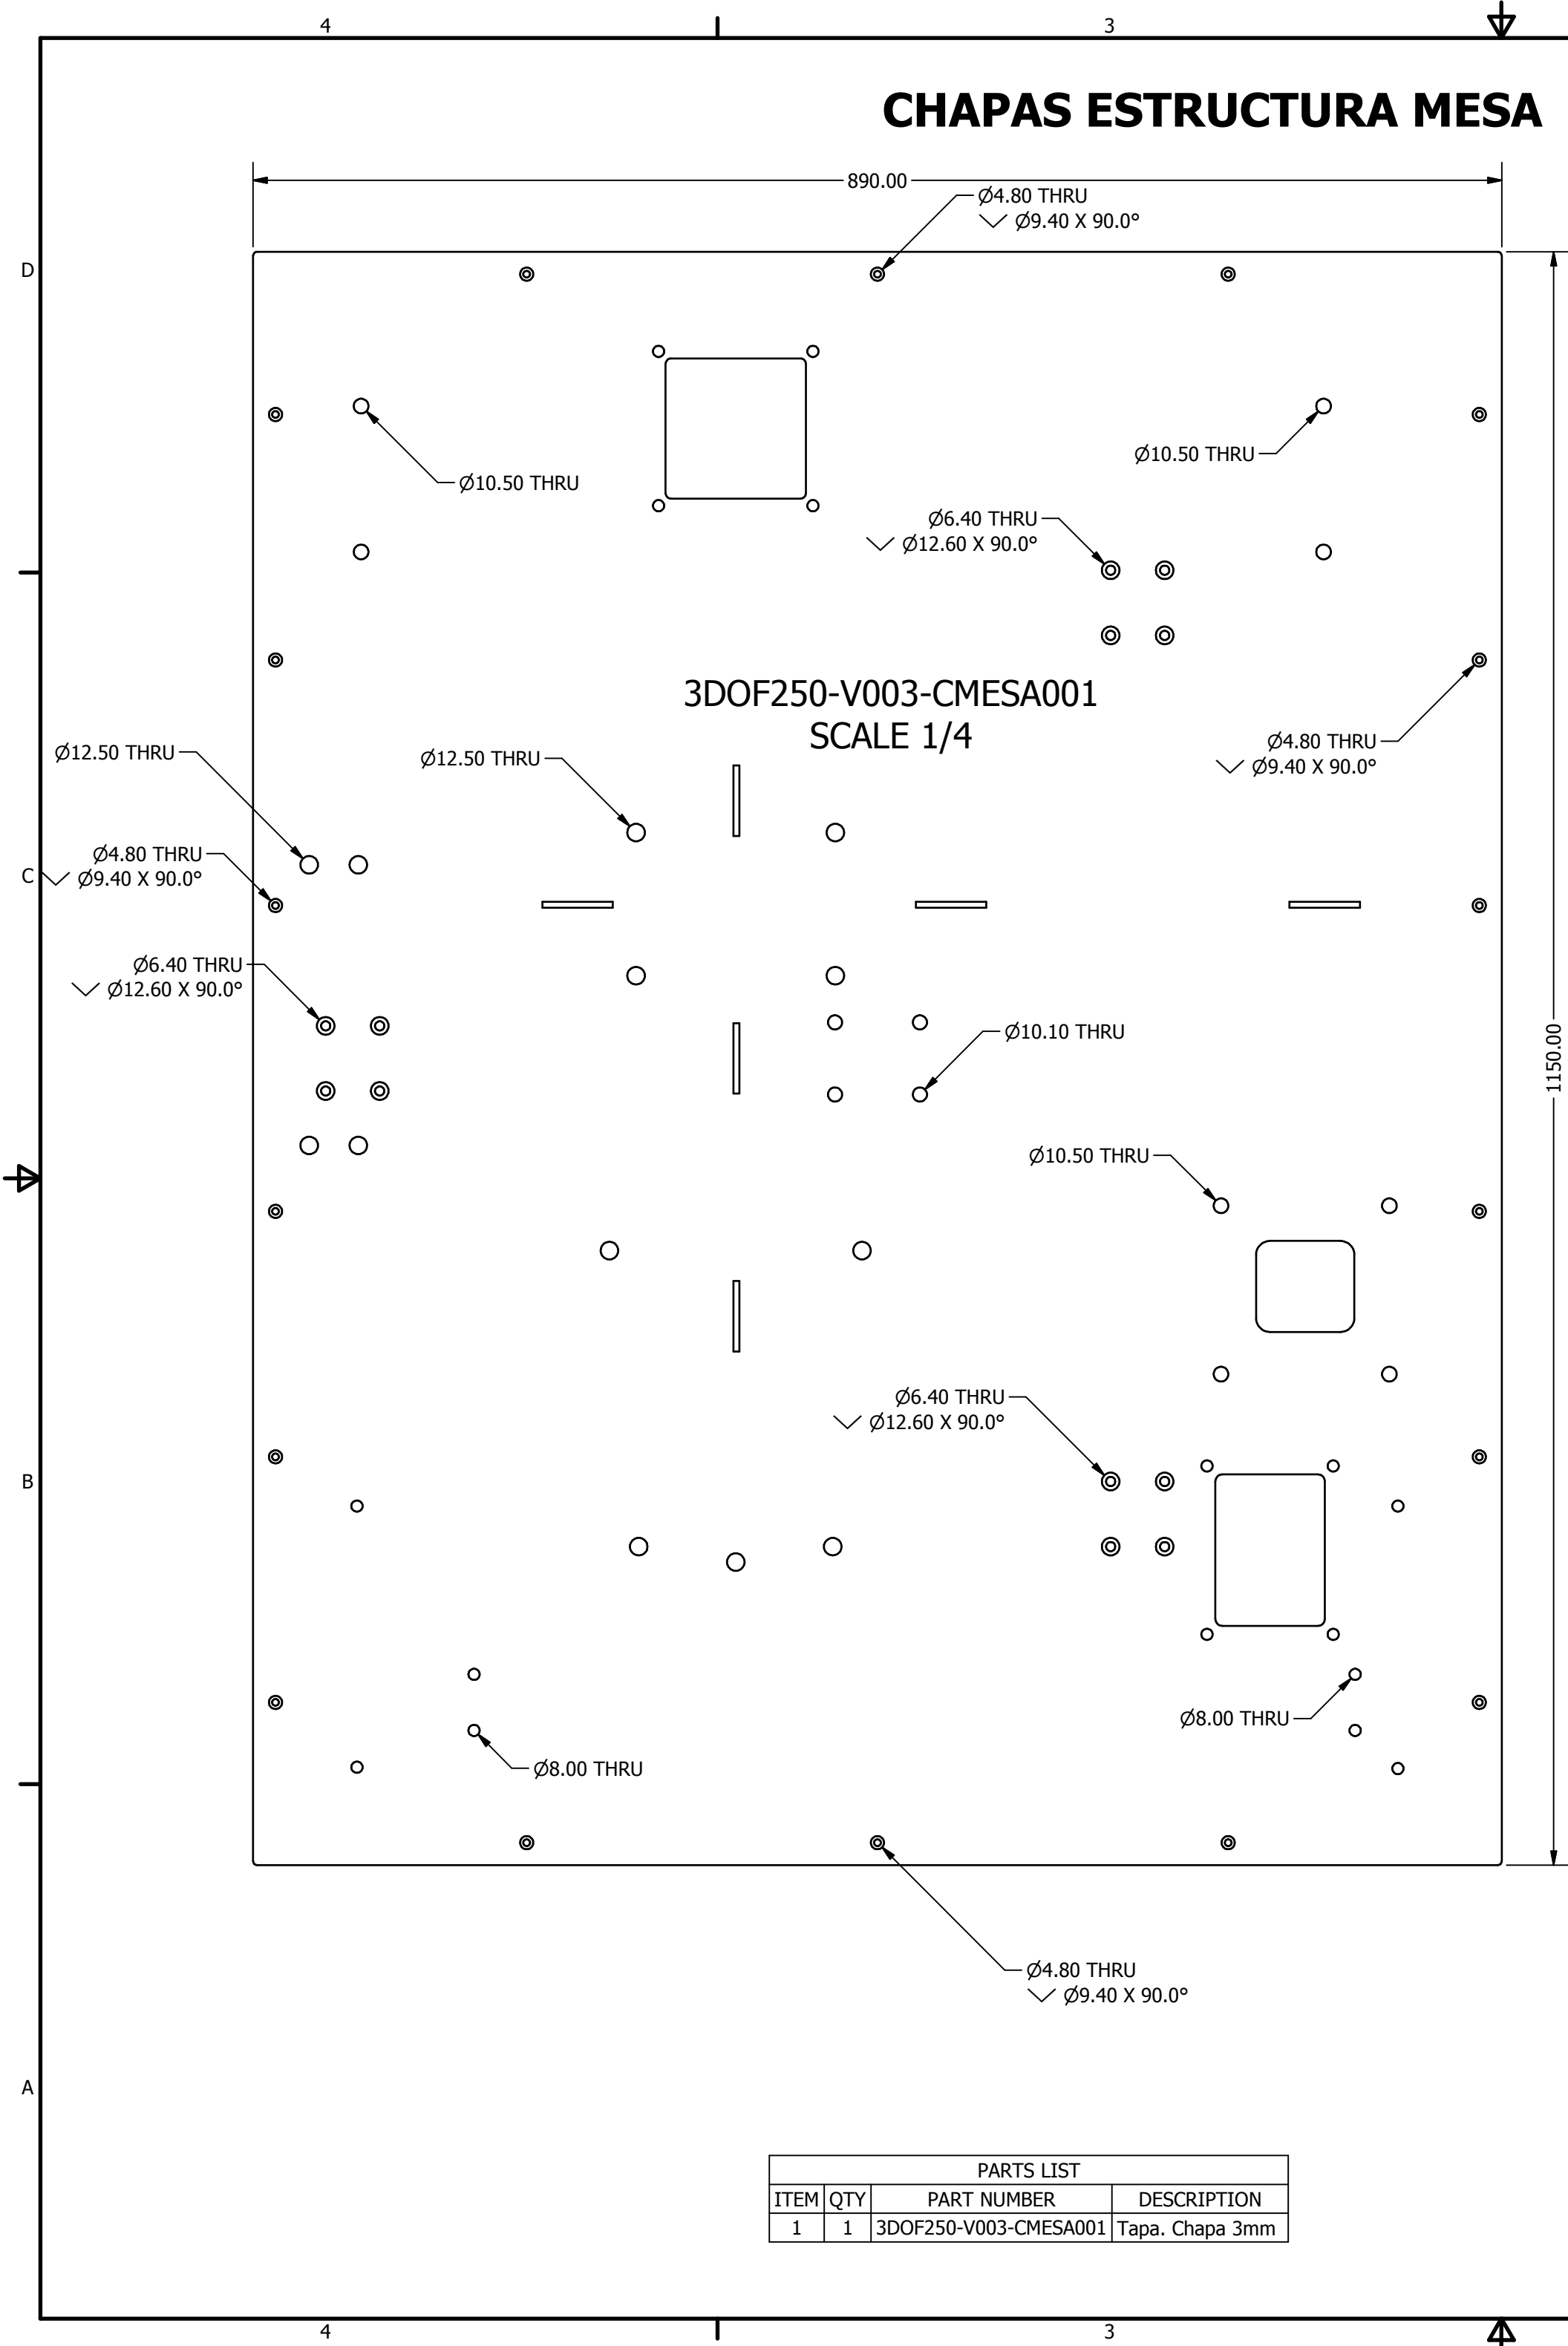 4
3
CHAPAS ESTRUCTURA MESA
890.00
Ø4.80 THRU
Ø9.40 X 90.0°
D
Ø10.50 THRU
Ø10.50 THRU
Ø6.40 THRU
Ø12.60 X 90.0°
3DOF250-V003-CMESA001
SCALE 1/4
Ø12.50 THRU
Ø12.50 THRU
Ø4.80 THRU
Ø9.40 X 90.0°
Ø4.80 THRU
Ø9.40 X 90.0°
C
Ø6.40 THRU
Ø12.60 X 90.0°
Ø10.10 THRU
1150.00
Ø10.50 THRU
Ø6.40 THRU
Ø12.60 X 90.0°
B
Ø8.00 THRU
Ø8.00 THRU
Ø4.80 THRU
Ø9.40 X 90.0°
A
PARTS LIST
ITEM QTY PART NUMBER DESCRIPTION
1 1 3DOF250-V003-CMESA001 Tapa. Chapa 3mm
4
3